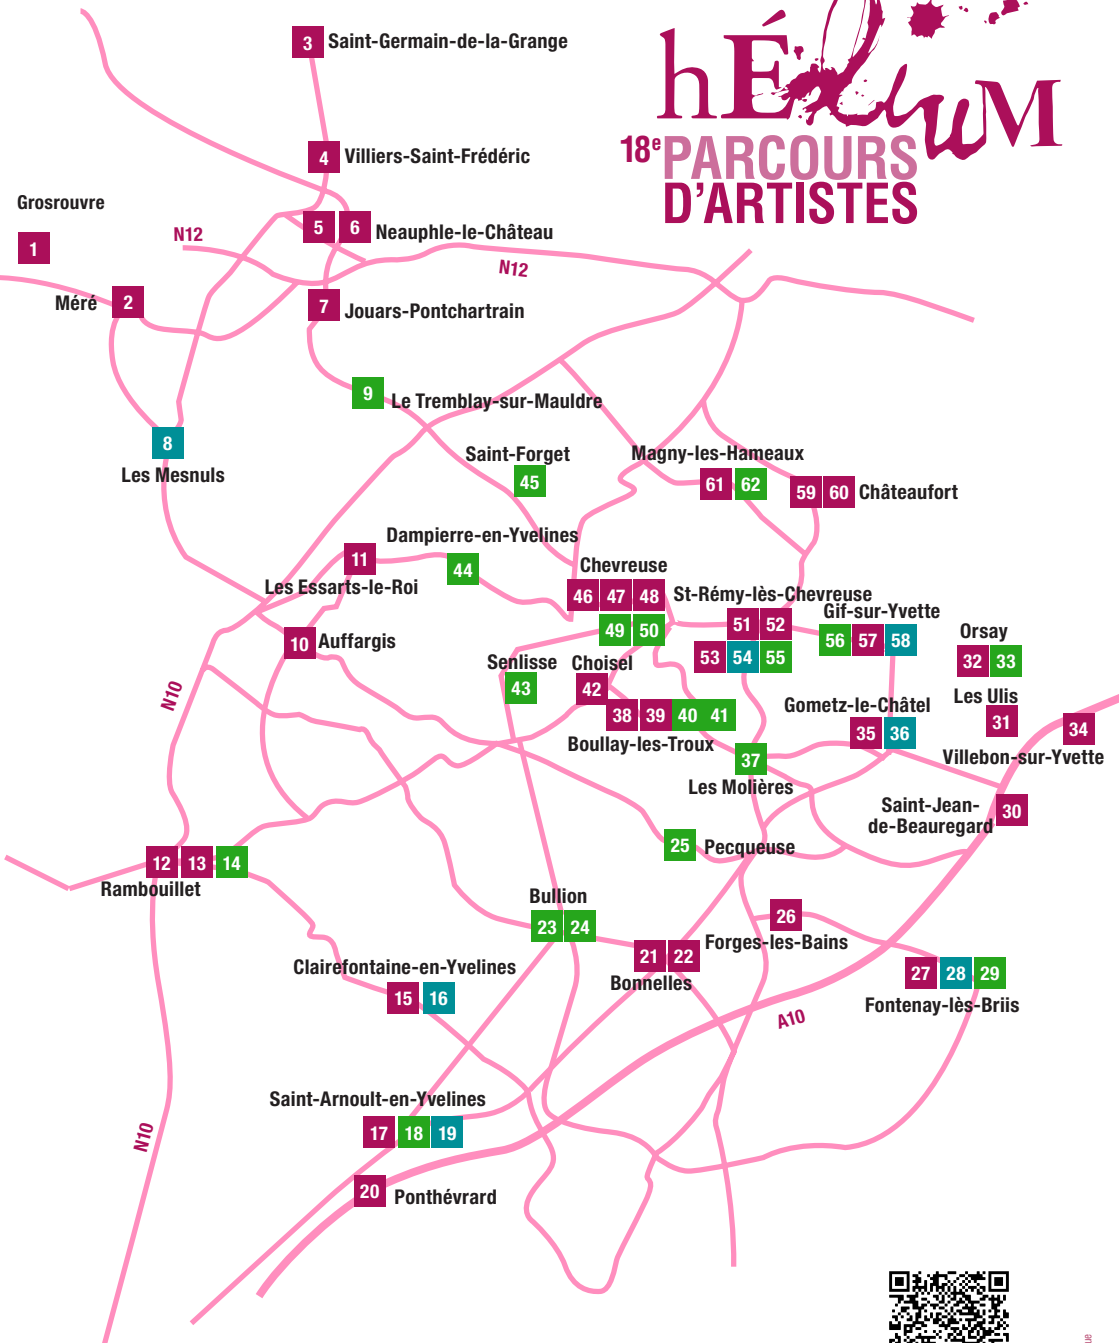 hÉliuM
18e PARCOURS
D'ARTISTES
3 Saint-Germain-de-la-Grange
4 Villiers-Saint-Frédéric
Grosrouvre
1
5 6 Neauphle-le-Château
N12
N12
Méré 2
7 Jouars-Pontchartrain
9 Le Tremblay-sur-Mauldre
8
Les Mesnuls
Saint-Forget
45
Magny-les-Hameaux
61 62
59 60 Châteaufort
Dampierre-en-Yvelines
44
11
Les Essarts-le-Roi
Chevreuse
46 47 48
49 50
St-Rémy-lès-Chevreuse
51 52
53 54 55
Gif-sur-Yvette
56 57 58
Orsay
32 33
10 Auffargis
Senlisse
43
Choisel
42
38 39 40 41
Boullay-les-Troux
N10
Gometz-le-Châtel
35 36
Les Ulis
31
34
Villebon-sur-Yvette
37
Les Molières
Saint-Jean-
de-Beauregard
30
25 Pecqueuse
12 13 14
Rambouillet
Bullion
23 24
26
Forges-les-Bains
21 22
Bonnelles
27 28 29
Fontenay-lès-Briis
Clairefontaine-en-Yvelines
15 16
A10
Saint-Arnoult-en-Yvelines
17 18 19
N10
20 Ponthévrard